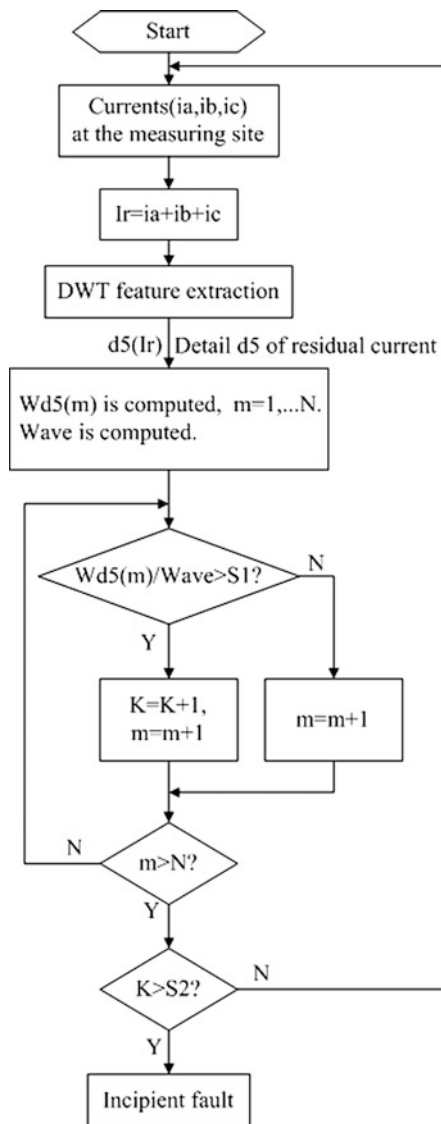 Start
Currents(ia,ib,ic)
at the measuring site
Ir=ia+ib+ic
DWT feature extraction
d5(Ir) Detail d5 of residual current
Wd5(m) is computed, m=1,...N.
Wave is computed.
Wd5(m)/Wave>S1?
N
Y
K=K+1,
m=m+1
m=m+1
N
m>N?
Y
K>S2?
N
Y
Incipient fault